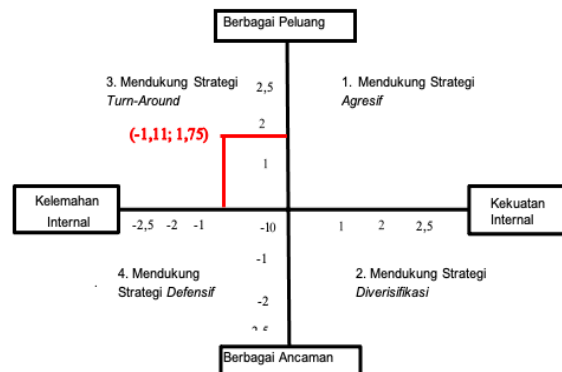 Berbagai Peluang
3. Mendukung Strategi
Turn-Around
1. Mendukung Strategi
Agresif
2,5
2
(-1,11; 1,75)
1
Kelemahan
Internal
Kekuatan
Internal
-2,5 -2 -1 -10 1 2 2,5
-1
4. Mendukung
Strategi Defensif
2. Mendukung Strategi
Diverisifikasi
-2
Berbagai Ancaman